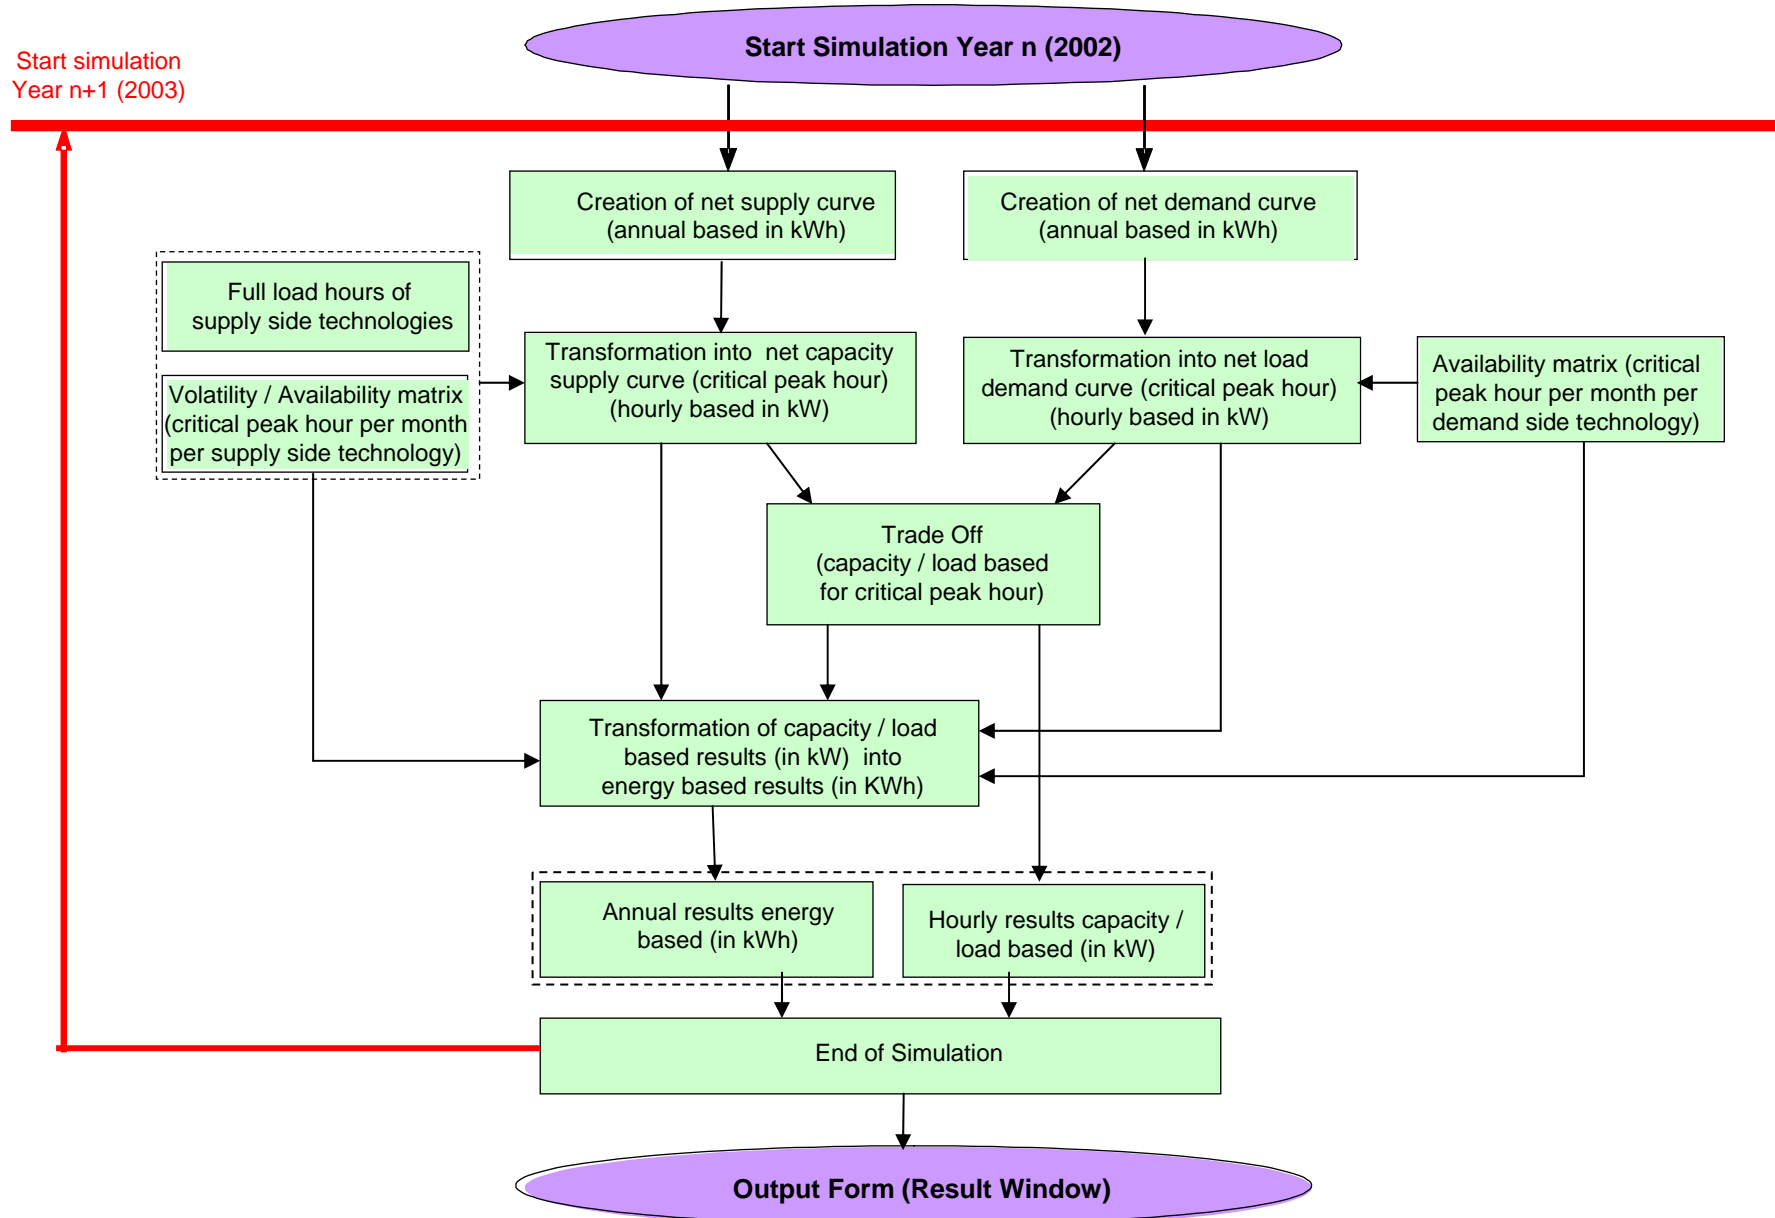 Start Simulation Year n (2002)
Start simulation
Year n+1 (2003)
Creation of net supply curve
(annual based in kWh)
Creation of net demand curve
(annual based in kWh)
Full load hours of
supply side technologies
Volatility / Availability matrix
(critical peak hour per month
per supply side technology)
Transformation into net capacity
supply curve (critical peak hour)
(hourly based in kW)
Transformation into net load
demand curve (critical peak hour)
(hourly based in kW)
Availability matrix (critical
peak hour per month per
demand side technology)
Trade Off
(capacity / load based
for critical peak hour)
Transformation of capacity / load
based results (in kW) into
energy based results (in KWh)
Annual results energy
based (in kWh)
Hourly results capacity /
load based (in kW)
End of Simulation
Output Form (Result Window)